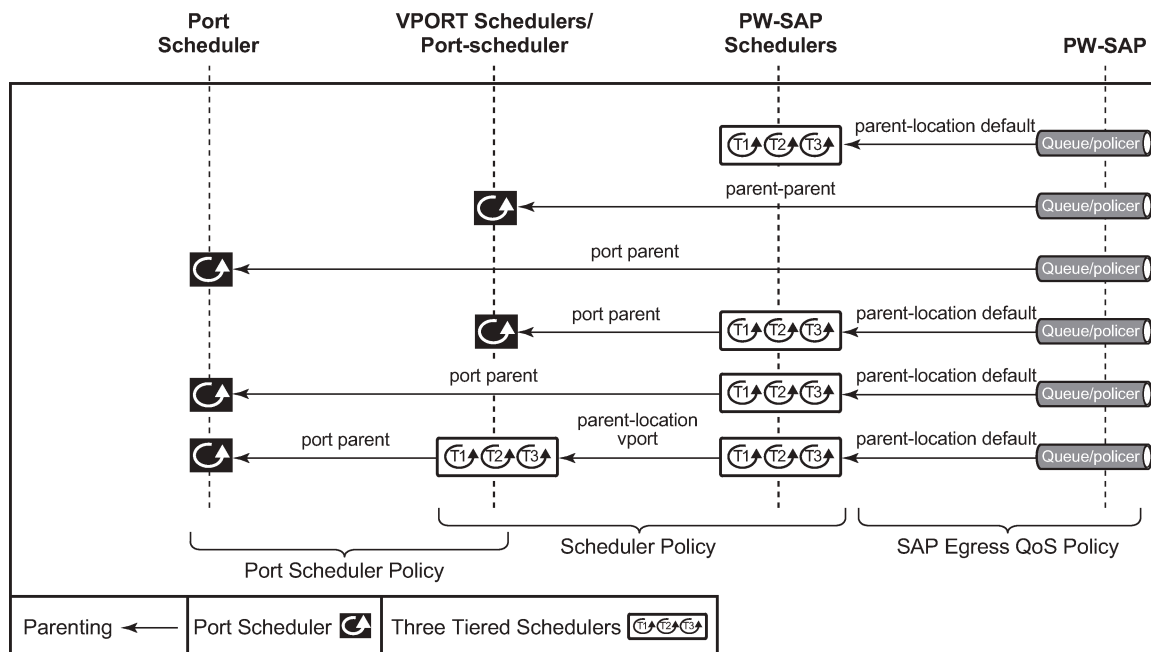 Port
Scheduler
VPORT Schedulers/
Port-scheduler
PW-SAP
Schedulers
PW-SAP
parent-location default
T1 T2 T3
Queue/policer
parent-parent
Queue/policer
port parent
Queue/policer
port parent
T1 T2 T3
parent-location default
Queue/policer
port parent
T1 T2 T3
parent-location default
Queue/policer
port parent
T1 T2 T3
parent-location
vport
T1 T2 T3
parent-location default
Queue/policer
Port Scheduler Policy
Scheduler Policy
SAP Egress QoS Policy
Parenting
Port Scheduler
Three Tiered Schedulers
T1 T2 T3